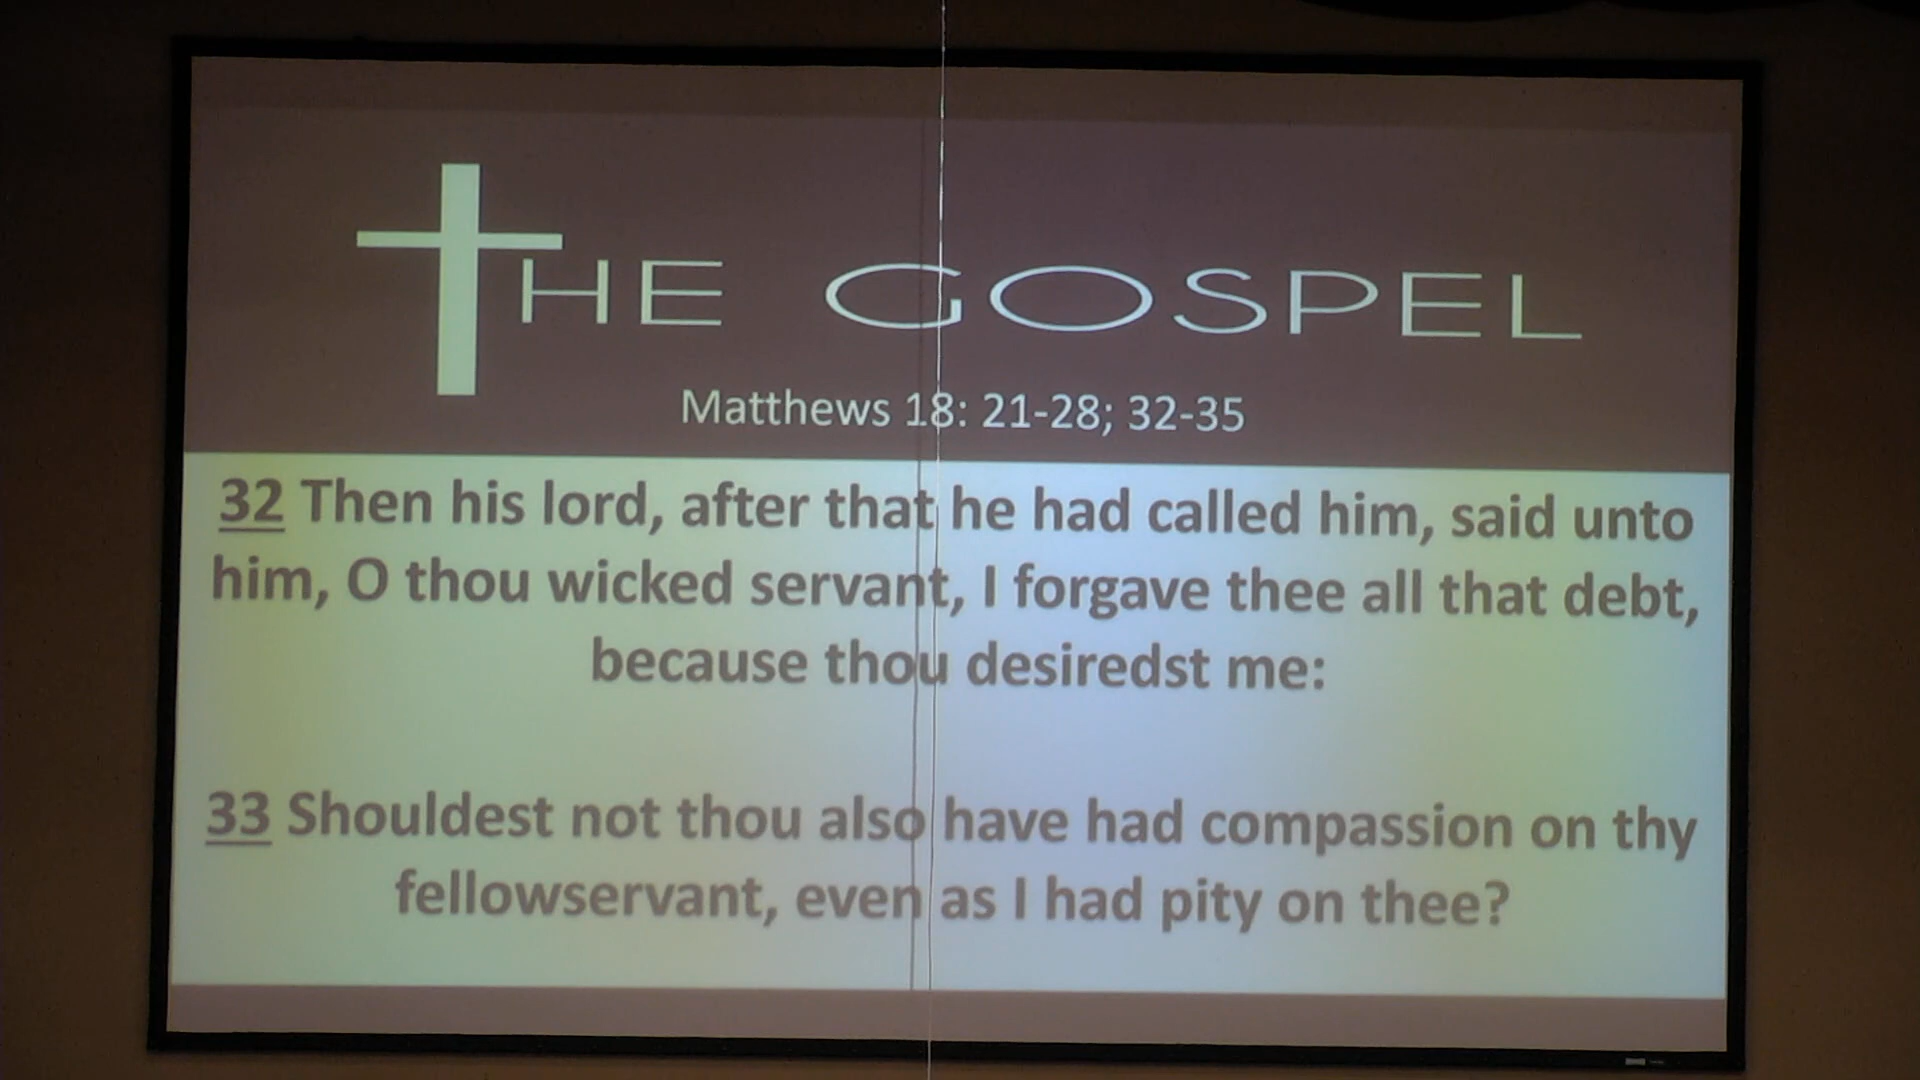 THE GOSPEL
Matthews 18: 21-28; 32-35
32 Then his lord, after that he had called him, said unto
him, O thou wicked servant, I forgave thee all that debt,
because thou desiredst me:
33 Shouldest not thou also have had compassion on thy
fellowservant, even as I had pity on thee?